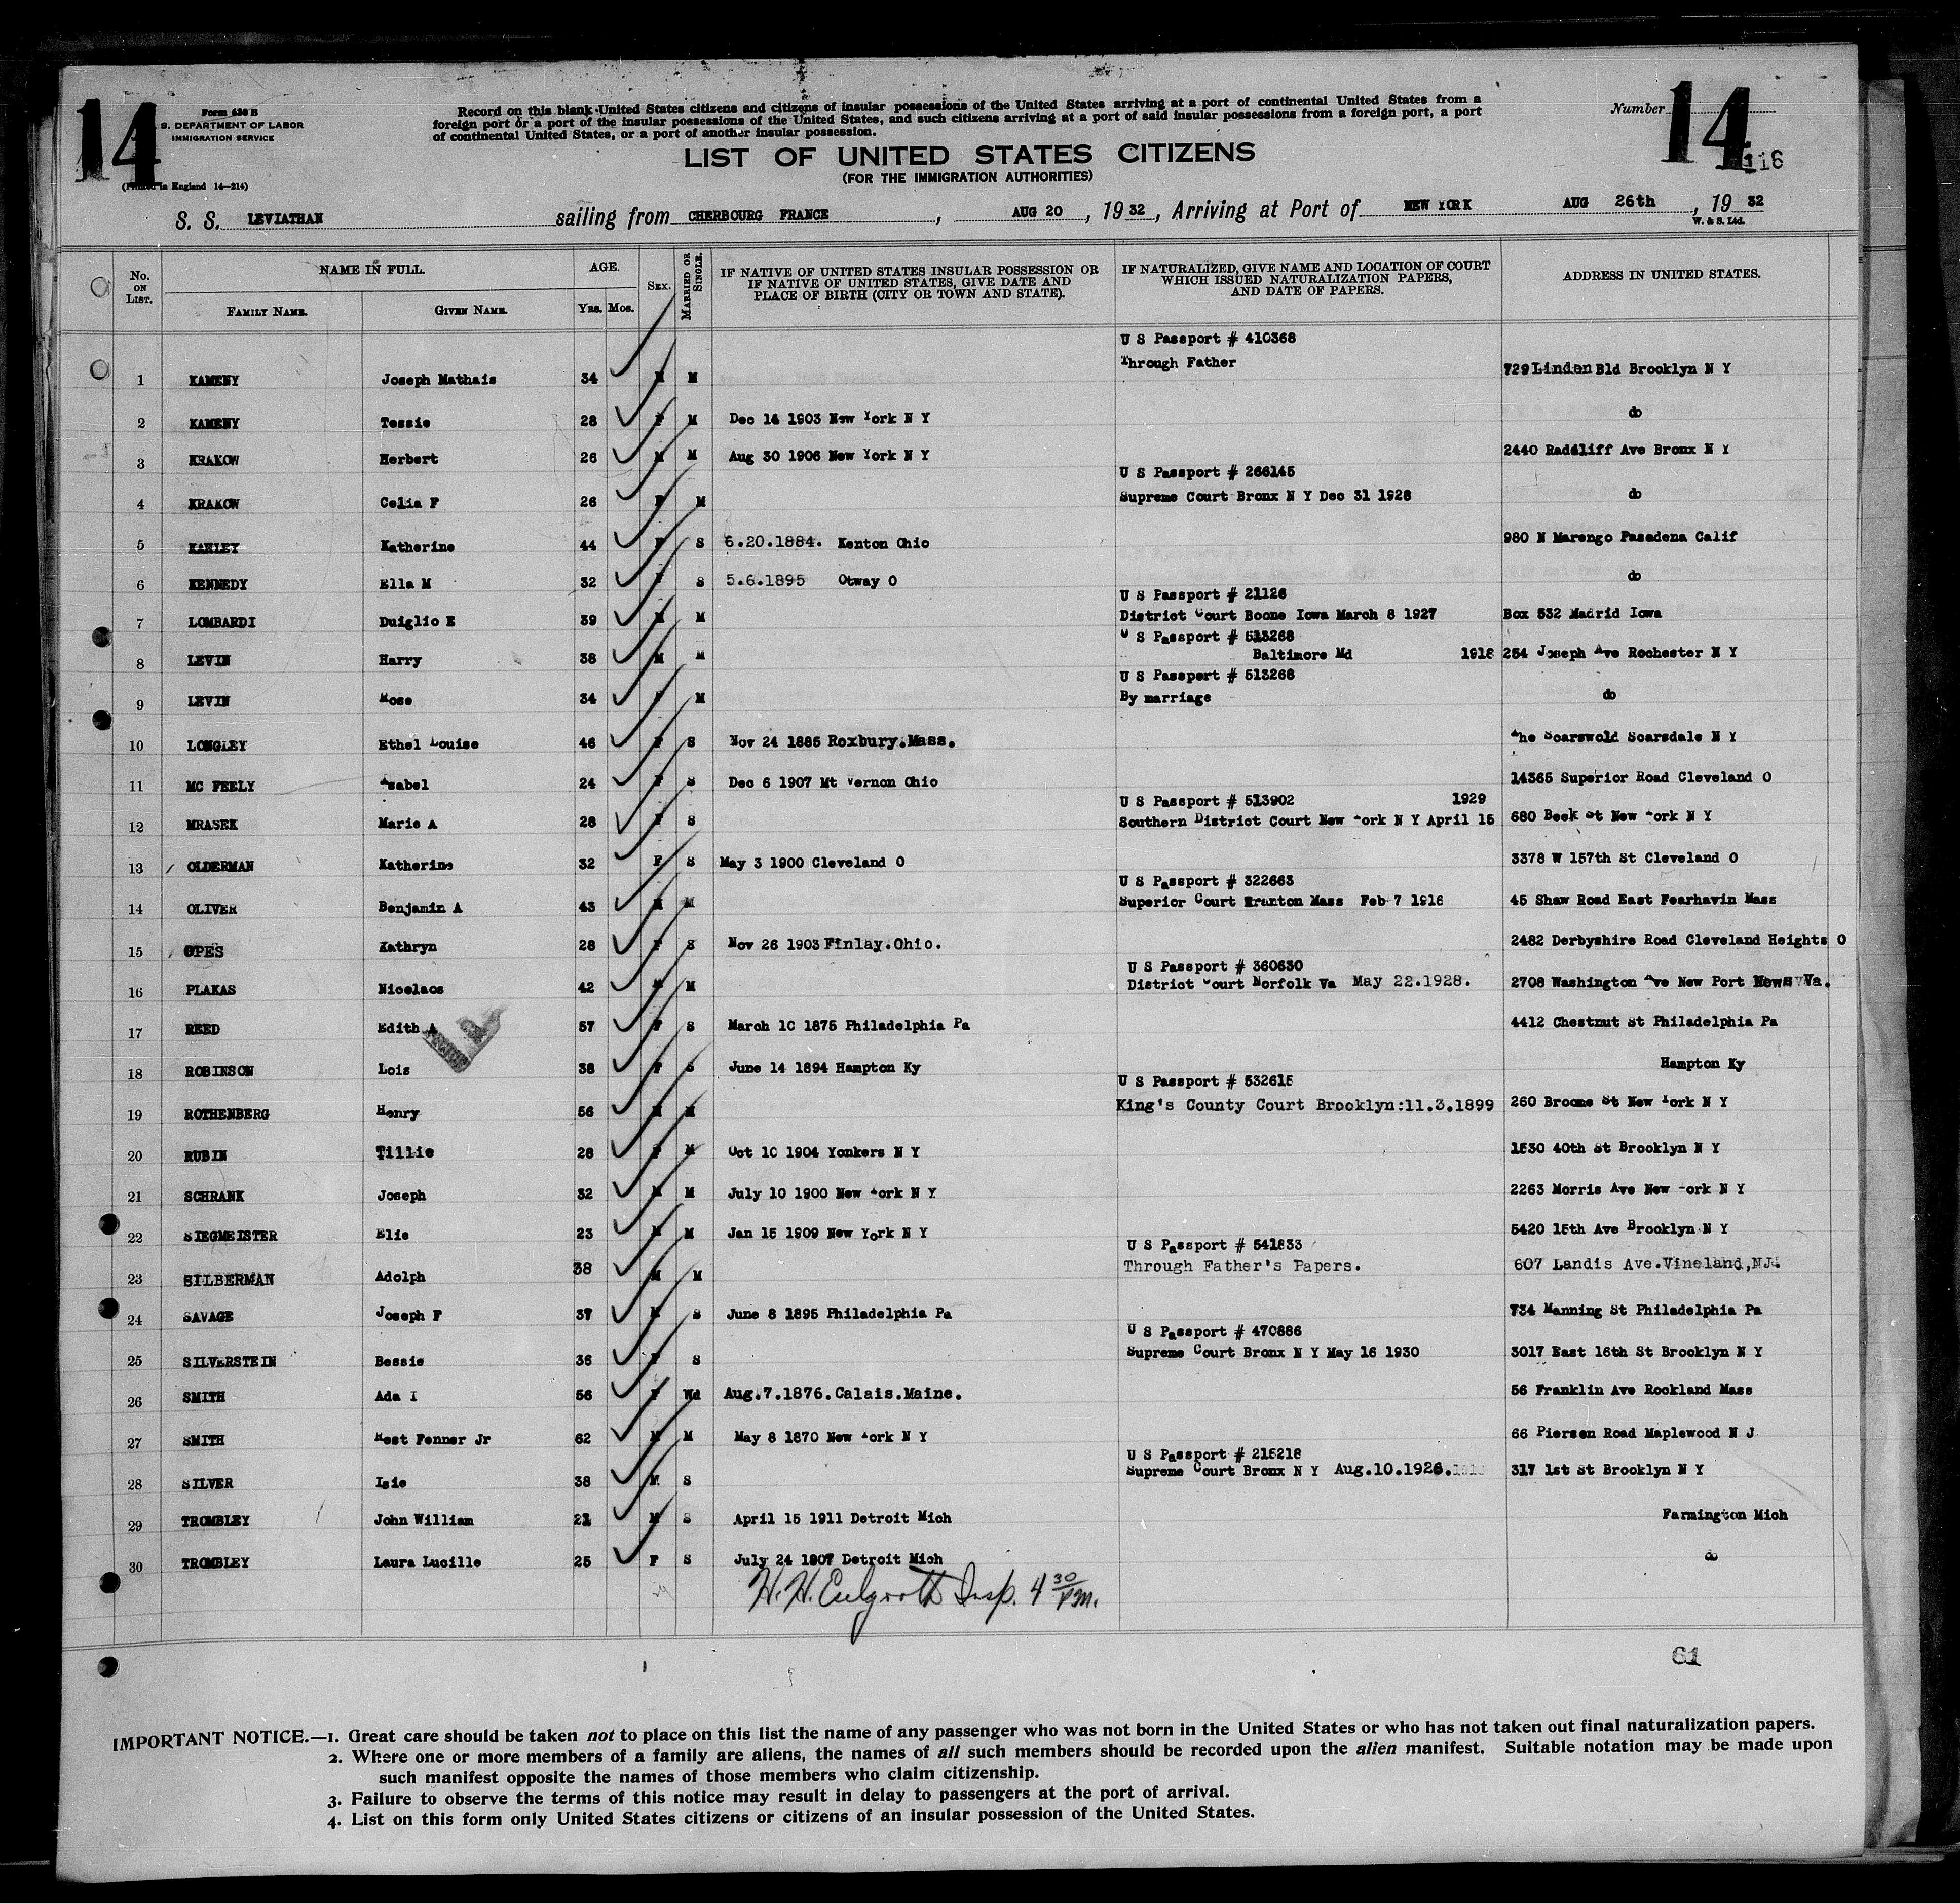 14
Form 630 B
S. DEPARTMENT OF LABOR
IMMIGRATION SERVICE
(Printed in England 14—214)
Record on this blank United States citizens and citizens of insular possessions of the United States arriving at a port of continental United States from a
foreign port or a port of the insular possessions of the United States, and such citizens arriving at a port of said insular possessions from a foreign port, a port
of continental United States, or a port of another insular possession.
Number 14
116
LIST OF UNITED STATES CITIZENS
(FOR THE IMMIGRATION AUTHORITIES)
S. S. LEVIATHAN sailing from CHERBOURG FRANCE, AUG 20, 19 32, Arriving at Port of NEW YORK AUG 26th, 19 32
W. & S. Ltd.
No. ON LIST. NAME IN FULL. FAMILY NAME. GIVEN NAME. AGE. YRS. MOS. SEX. MARRIED OR SINGLE. IF NATIVE OF UNITED STATES INSULAR POSSESSION OR IF NATIVE OF UNITED STATES, GIVE DATE AND PLACE OF BIRTH (CITY OR TOWN AND STATE). IF NATURALIZED, GIVE NAME AND LOCATION OF COURT WHICH ISSUED NATURALIZATION PAPERS, AND DATE OF PAPERS. ADDRESS IN UNITED STATES.
U S Passport # 410368
1 KAMENY Joseph Mathais 34 M M Through Father 729 Linden Bld Brooklyn N Y
2 KAMENY Tessie 28 F M Dec 14 1903 New York N Y do
3 KRAKOW Herbert 26 M M Aug 30 1906 New York N Y 2440 Radcliff Ave Bronx N Y
U S Passport # 266145
4 KRAKOW Celia F 26 F M Supreme Court Bronx N Y Dec 31 1928 do
5 KARLEY Katherine 44 F S 6.20.1884. Kenton Ohio 980 N Marengo Pasadena Calif
6 KENNEDY Ella M 32 F S 5.6.1895 Otway O do
U S Passport # 21126
7 LOMBARDI Duiglio E 39 M M District Court Boone Iowa March 8 1927 Box 532 Madrid Iowa
U S Passport # 513268
8 LEVIN Harry 38 M M Baltimore Md 1918 254 Joseph Ave Rochester N Y
U S Passport # 513268
9 LEVIN Rose 34 F M By marriage do
10 LONGLEY Ethel Louise 46 F S Nov 24 1885 Roxbury.Mass. The Scarswold Scarsdale N Y
11 MC FEELY Isabel 24 F S Dec 6 1907 Mt Vernon Ohio 14365 Superior Road Cleveland O
U S Passport # 513902 1929
12 MRASEK Marie A 28 F S Southern District Court New York N Y April 15 680 Beek St New York N Y
13 OLDERMAN Katherine 32 F S May 3 1900 Cleveland O 3378 W 157th St Cleveland O
U S Passport # 322663
14 OLIVER Benjamin A 43 M M Superior Court Mass Feb 7 1916 45 Shaw Road East Fearhavin Mass
15 OPES Kathryn 28 F S Nov 26 1903 Finlay.Ohio. 2482 Derbyshire Road Cleveland Heights O
U S Passport # 360630
16 PLAKAS Nicolaos 42 M M District Court Norfolk Va May 22.1928. 2708 Washington Ave New Port News Va.
17 REED Edith A 57 F S March 10 1875 Philadelphia Pa 4412 Chestnut St Philadelphia Pa
18 ROBINSON Lois 38 F S June 14 1894 Hampton Ky Hampton Ky
U S Passport # 532615
19 ROTHENBERG Henry 56 M M King's County Court Brooklyn:11.3.1899 260 Broome St New York N Y
20 RUBIN Tillie 28 F M Oct 10 1904 Yonkers N Y 1530 40th St Brooklyn N Y
21 SCHRANK Joseph 32 M M July 10 1900 New York N Y 2263 Morris Ave New York N Y
22 SIEGMEISTER Elie 23 M M Jan 15 1909 New York N Y 5420 15th Ave Brooklyn N Y
U S Passport # 541833
23 SILBERMAN Adolph 38 M M Through Father's Papers. 607 Landis Ave.Vineland,NJ.
24 SAVAGE Joseph F 37 M S June 8 1895 Philadelphia Pa 734 Manning St Philadelphia Pa
U S Passport # 470886
25 SILVERSTEIN Bessie 36 F S Supreme Court Bronx N Y May 16 1930 3017 East 16th St Brooklyn N Y
26 SMITH Ada I 56 F Wd Aug.7.1876.Calais.Maine. 56 Franklin Ave Rockland Mass
27 SMITH West Fenner Jr 62 M M May 8 1870 New York N Y 66 Pierson Road Maplewood N J
U S Passport # 215218
28 SILVER Isie 38 M S Supreme Court Bronx N Y Aug.10.1926. 317 1st St Brooklyn N Y
29 TROMBLEY John William 21 M S April 15 1911 Detroit Mich Farmington Mich
30 TROMBLEY Laura Lucille 25 F S July 24 1907 Detroit Mich do
H. H. Insp. 4 30 P.M.
61
IMPORTANT NOTICE.—1. Great care should be taken not to place on this list the name of any passenger who was not born in the United States or who has not taken out final naturalization papers.
2. Where one or more members of a family are aliens, the names of all such members should be recorded upon the alien manifest. Suitable notation may be made upon
such manifest opposite the names of those members who claim citizenship.
3. Failure to observe the terms of this notice may result in delay to passengers at the port of arrival.
4. List on this form only United States citizens or citizens of an insular possession of the United States.